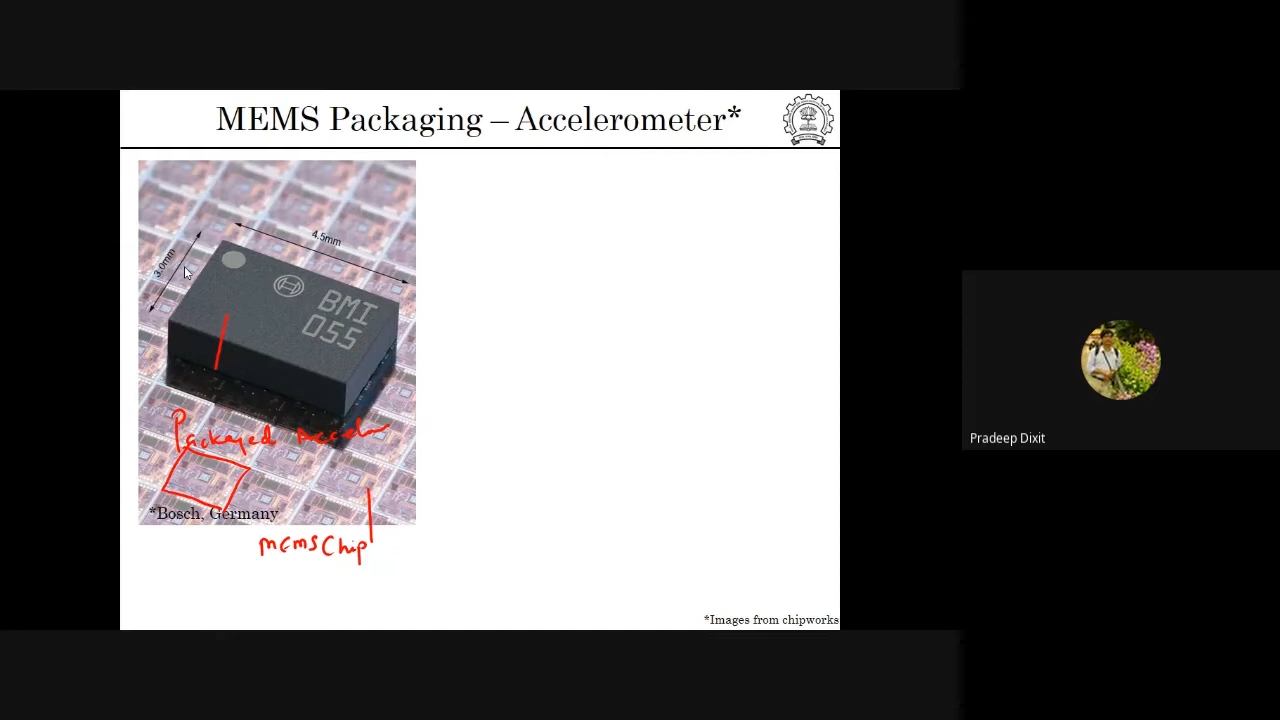 MEMS Packaging – Accelerometer*
4.5mm
3.0mm
BMI
055
Packaged Acceler
*Bosch, Germany
MEMS Chip
*Images from chipworks
Pradeep Dixit